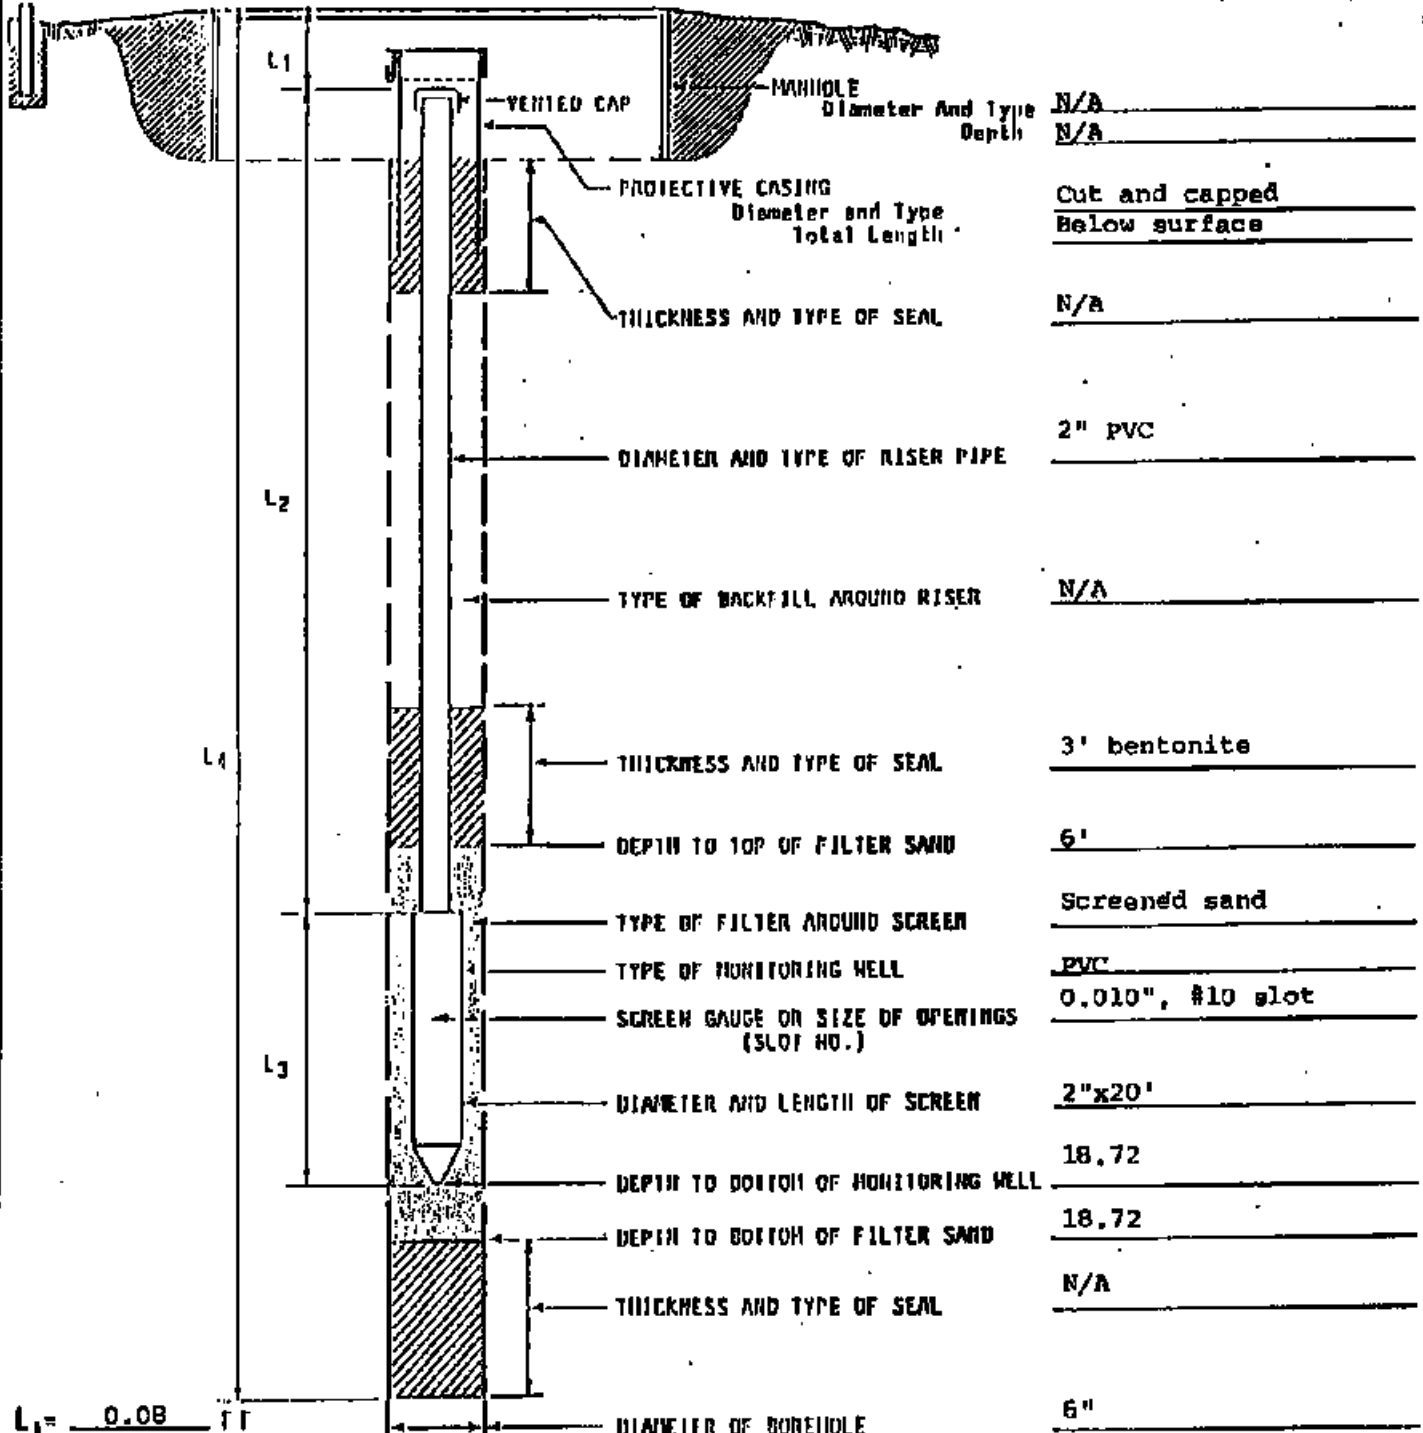 L1
VENTED CAP
MANHOLE
Diameter And Type N/A
Depth N/A
PROTECTIVE CASING
Diameter and Type
Total Length
Cut and capped
Below surface
THICKNESS AND TYPE OF SEAL N/A
DIAMETER AND TYPE OF RISER PIPE 2" PVC
L2
TYPE OF BACKFILL AROUND RISER N/A
L4
THICKNESS AND TYPE OF SEAL 3' bentonite
DEPTH TO TOP OF FILTER SAND 6'
TYPE OF FILTER AROUND SCREEN Screened sand
TYPE OF MONITORING WELL PVC
SCREEN GAUGE OR SIZE OF OPENINGS 0.010", #10 slot
(SLOT NO.)
L3
DIAMETER AND LENGTH OF SCREEN 2"x20'
DEPTH TO BOTTOM OF MONITORING WELL 18.72
DEPTH TO BOTTOM OF FILTER SAND 18.72
THICKNESS AND TYPE OF SEAL N/A
L1= 0.08 FT
DIAMETER OF BOREHOLE 6"